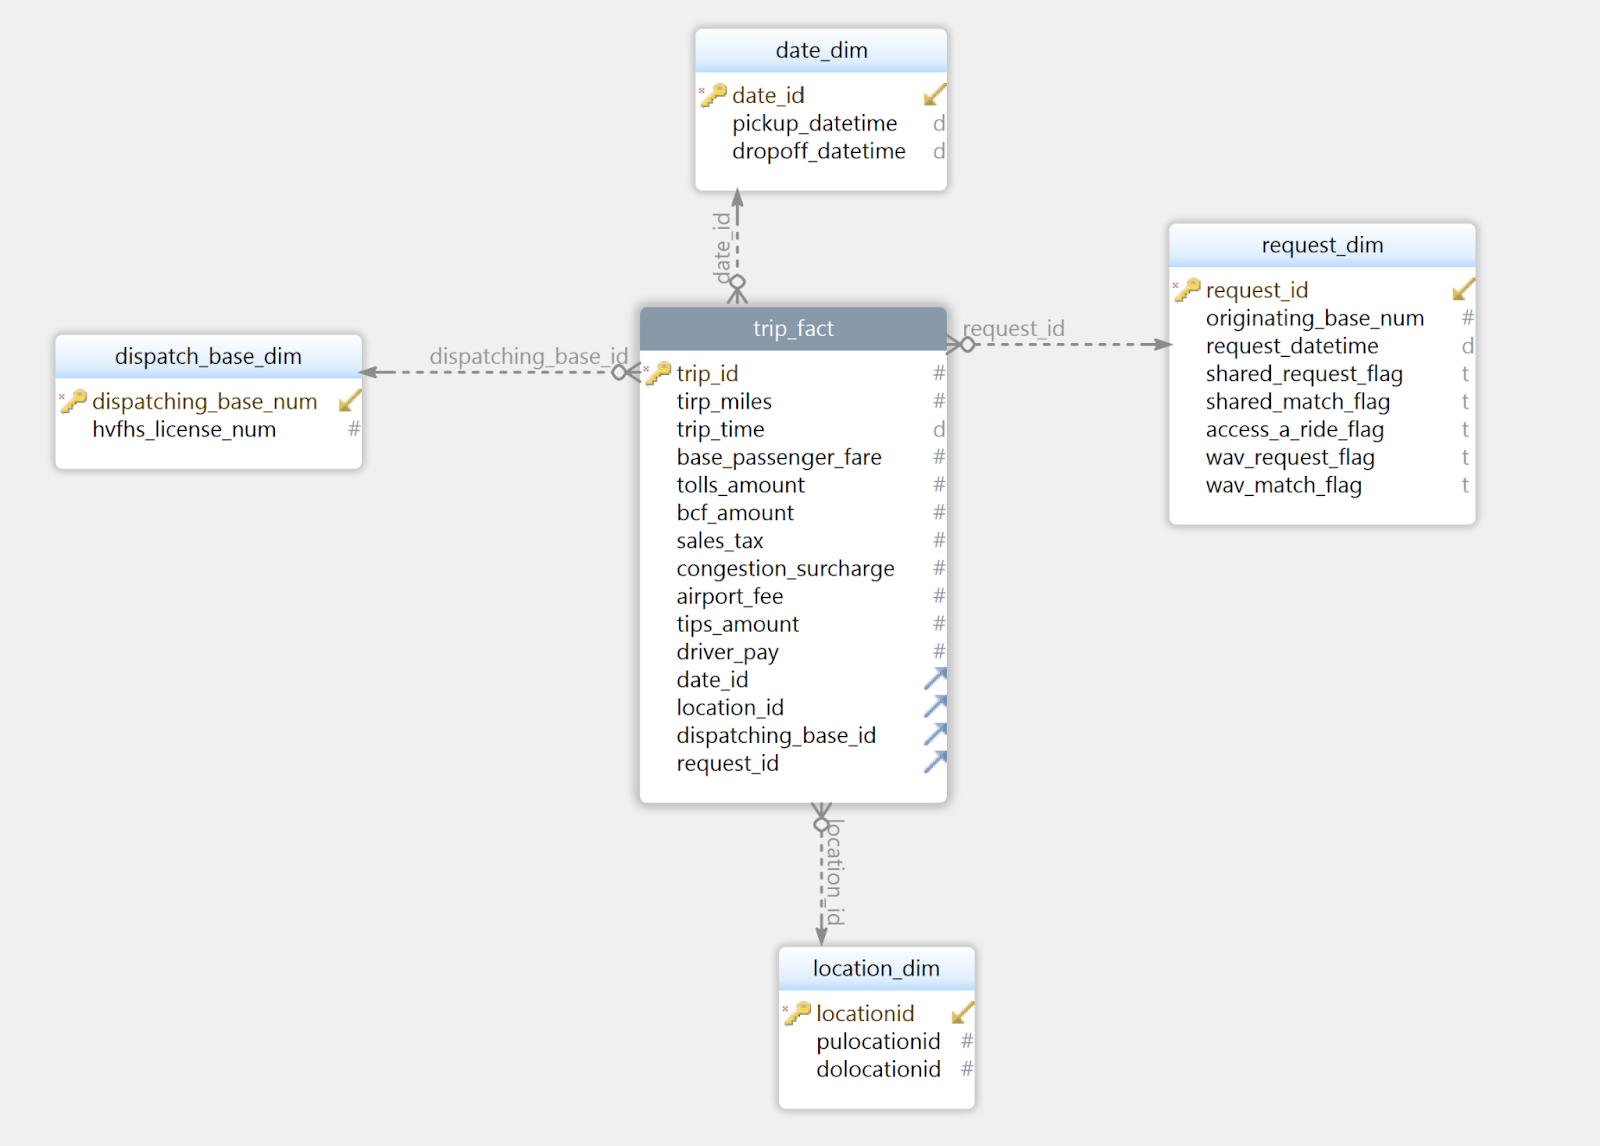 date_dim
date_id
pickup_datetime d
dropoff_datetime d
date_id
request_dim
request_id
originating_base_num #
request_datetime d
shared_request_flag t
shared_match_flag t
access_a_ride_flag t
wav_request_flag t
wav_match_flag t
request_id
dispatch_base_dim
dispatching_base_num
hvfhs_license_num #
dispatching_base_id
trip_fact
trip_id #
tirp_miles #
trip_time d
base_passenger_fare #
tolls_amount #
bcf_amount #
sales_tax #
congestion_surcharge #
airport_fee #
tips_amount #
driver_pay #
date_id
location_id
dispatching_base_id
request_id
location_id
location_dim
locationid
pulocationid #
dolocationid #